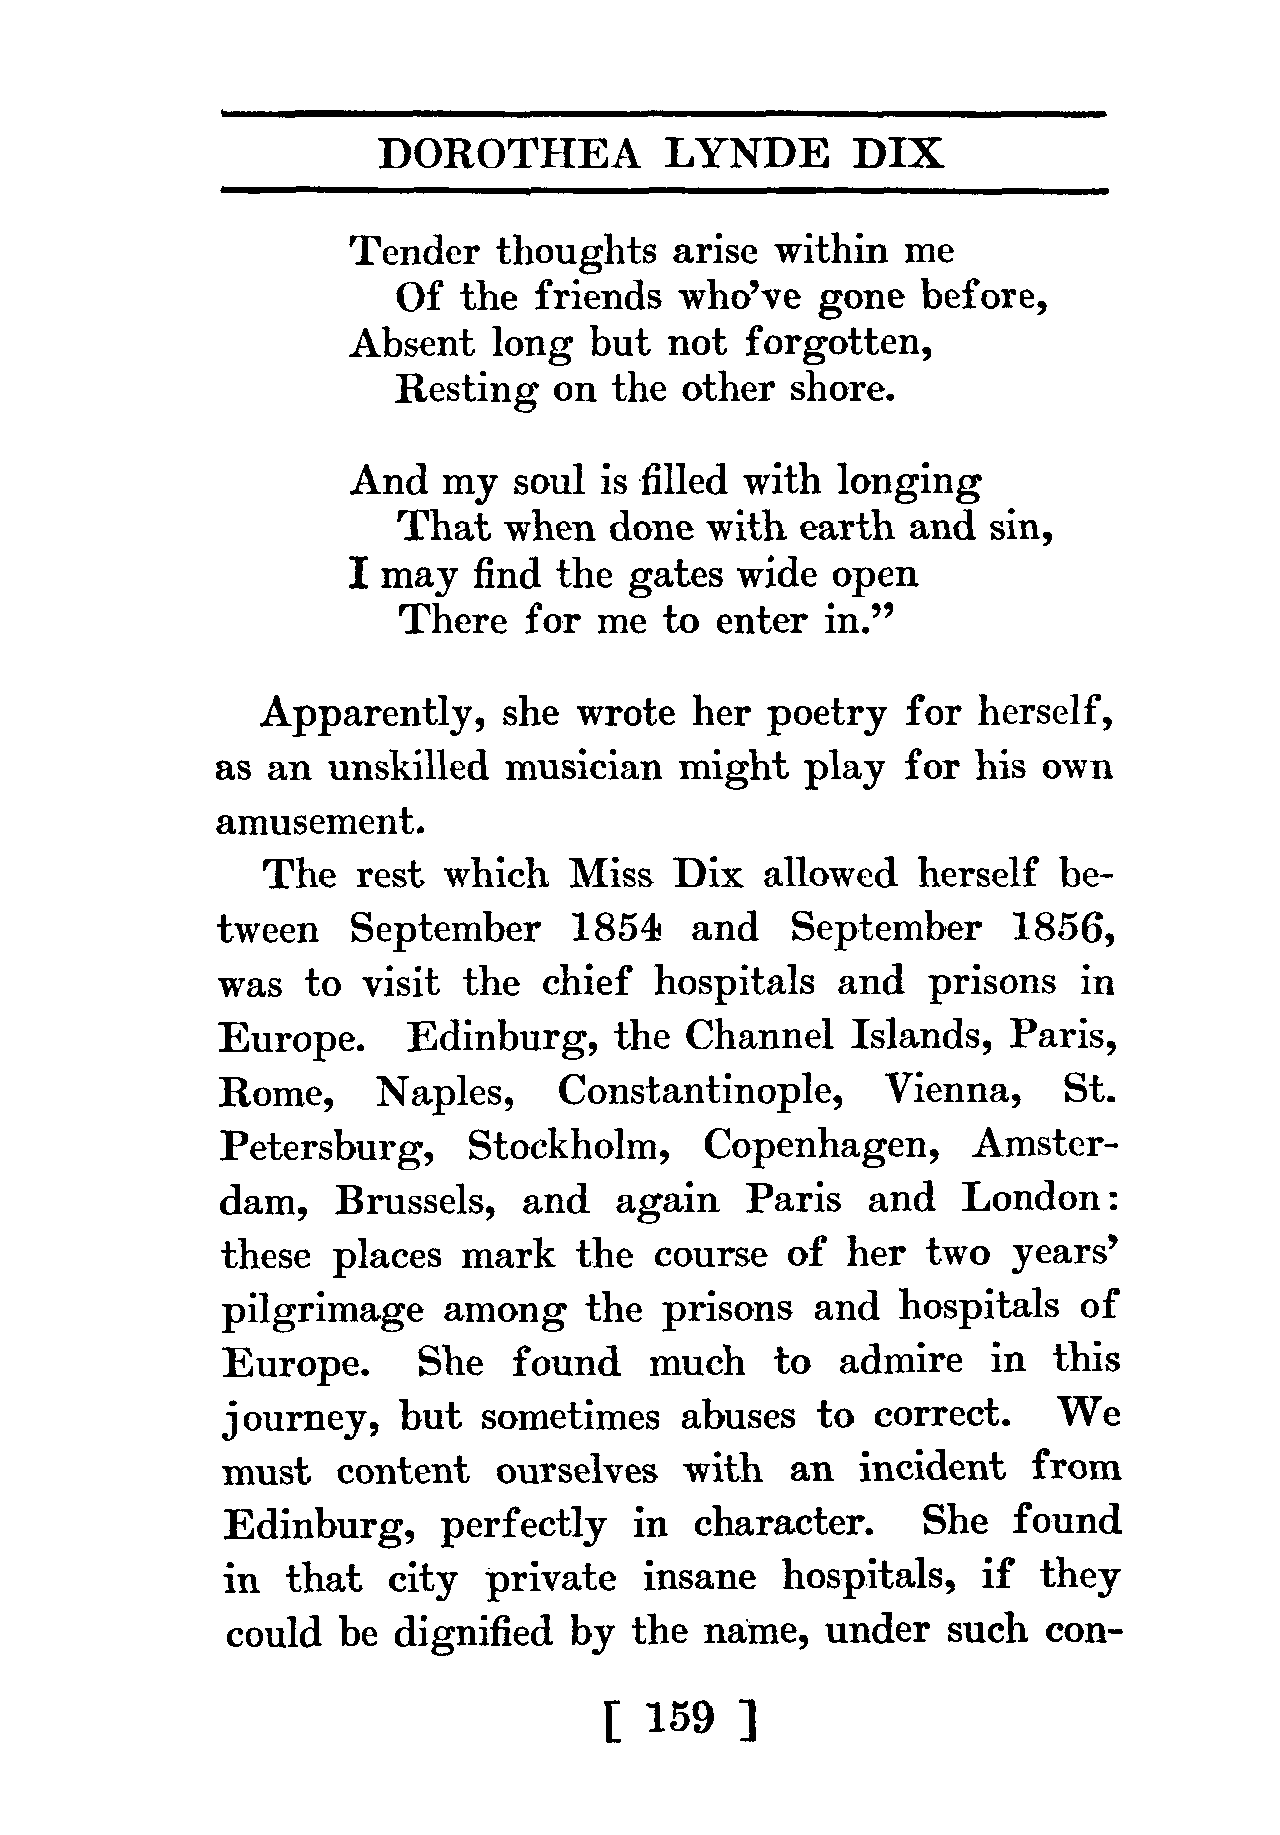 DOROTHEA LYNDE DIX
Tender thoughts arise within me
Of the friends who've gone before,
Absent long but not forgotten,
Resting on the other shore.
And my soul is filled with longing
That when done with earth and sin,
I may find the gates wide open
There for me to enter in."
Apparently, she wrote her poetry for herself,
as an unskilled musician might play for his own
amusement.
The rest which Miss Dix allowed herself be-
tween September 1854 and September 1856,
was to visit the chief hospitals and prisons in
Europe. Edinburg, the Channel Islands, Paris,
Rome, Naples, Constantinople, Vienna, St.
Petersburg, Stockholm, Copenhagen, Amster-
dam, Brussels, and again Paris and London:
these places mark the course of her two years'
pilgrimage among the prisons and hospitals of
Europe. She found much to admire in this
journey, but sometimes abuses to correct. We
must content ourselves with an incident from
Edinburg, perfectly in character. She found
in that city private insane hospitals, if they
could be dignified by the name, under such con-
[ 159 ]